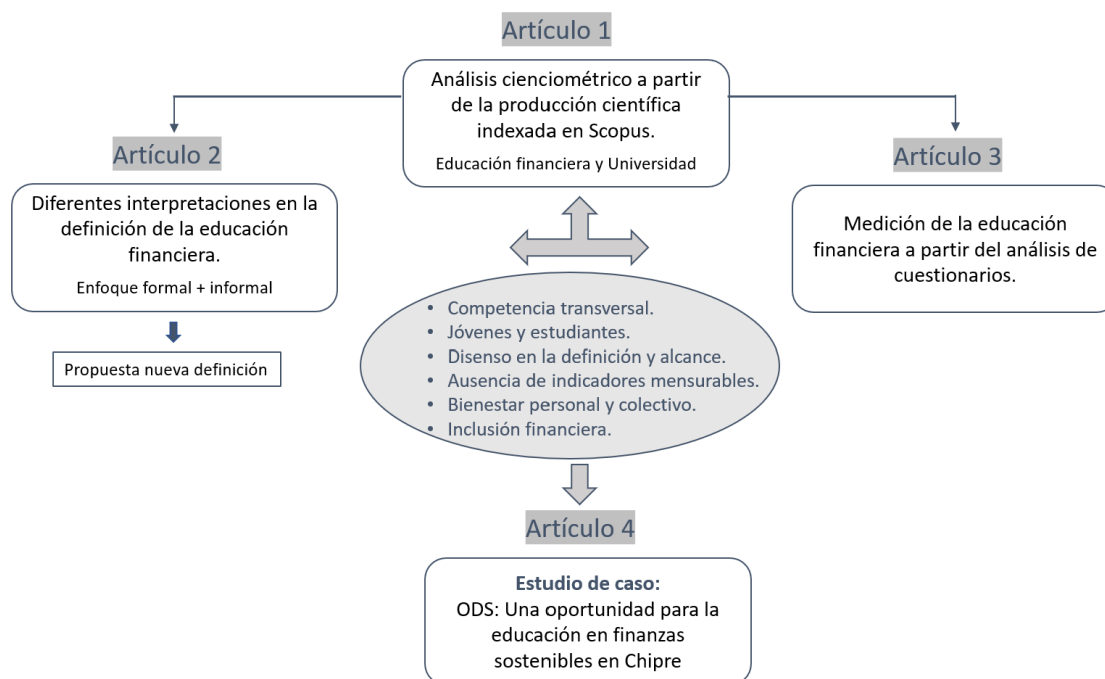 Artículo 1
Análisis cienciométrico a partir
de la producción científica
indexada en Scopus.
Educación financiera y Universidad
Artículo 2
Diferentes interpretaciones en la
definición de la educación
financiera.
Enfoque formal + informal
Propuesta nueva definición
Artículo 3
Medición de la educación
financiera a partir del análisis de
cuestionarios.
• Competencia transversal.
• Jóvenes y estudiantes.
• Disenso en la definición y alcance.
• Ausencia de indicadores mensurables.
• Bienestar personal y colectivo.
• Inclusión financiera.
Artículo 4
Estudio de caso:
ODS: Una oportunidad para la
educación en finanzas
sostenibles en Chipre